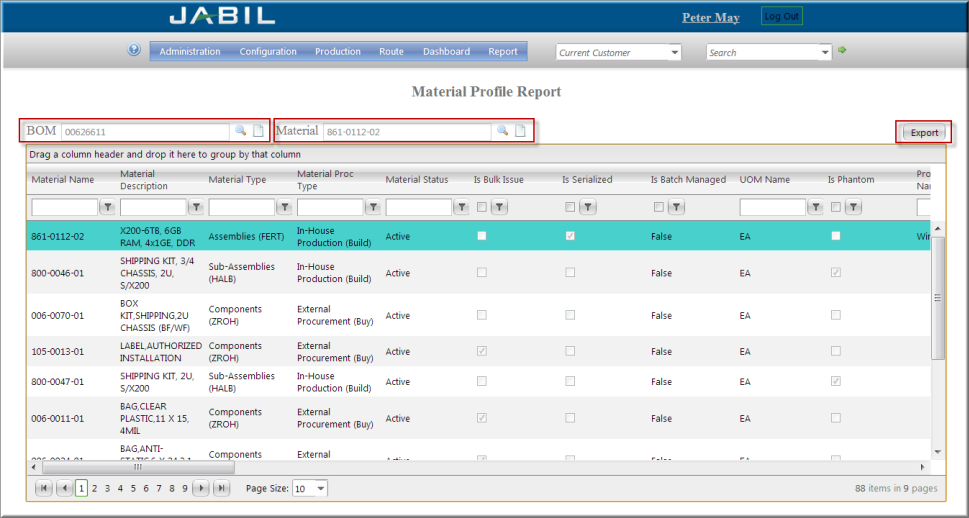 JABIL
Peter May
Log Out
Administration Configuration Production Route Dashboard Report
Current Customer
Search
Material Profile Report
BOM 00626611
Material 861-0112-02
Export
Drag a column header and drop it here to group by that column
Material Name
Material Description
Material Type
Material Proc Type
Material Status
Is Bulk Issue
Is Serialized
Is Batch Managed
UOM Name
Is Phantom
Pro
Nar
861-0112-02
X200-6TB, 6GB
RAM, 4x1GE, DDR
Assemblies (FERT)
In-House
Production (Build)
Active
False
EA
Win
800-0046-01
SHIPPING KIT, 3/4
CHASSIS, 2U,
S/X200
Sub-Assemblies
(HALB)
In-House
Production (Build)
Active
False
EA
006-0070-01
BOX
KIT,SHIPPING,2U
CHASSIS (BF/WF)
Components
(ZROH)
External
Procurement (Buy)
Active
False
EA
105-0013-01
LABEL,AUTHORIZED
INSTALLATION
Components
(ZROH)
External
Procurement (Buy)
Active
False
EA
800-0047-01
SHIPPING KIT, 2U,
S/X200
Sub-Assemblies
(HALB)
In-House
Production (Build)
Active
False
EA
006-0011-01
BAG,CLEAR
PLASTIC,11 X 15,
4MIL
Components
(ZROH)
External
Procurement (Buy)
Active
False
EA
BAG,ANTI-
Components
External
Active
False
EA
1 2 3 4 5 6 7 8 9
Page Size: 10
88 items in 9 pages